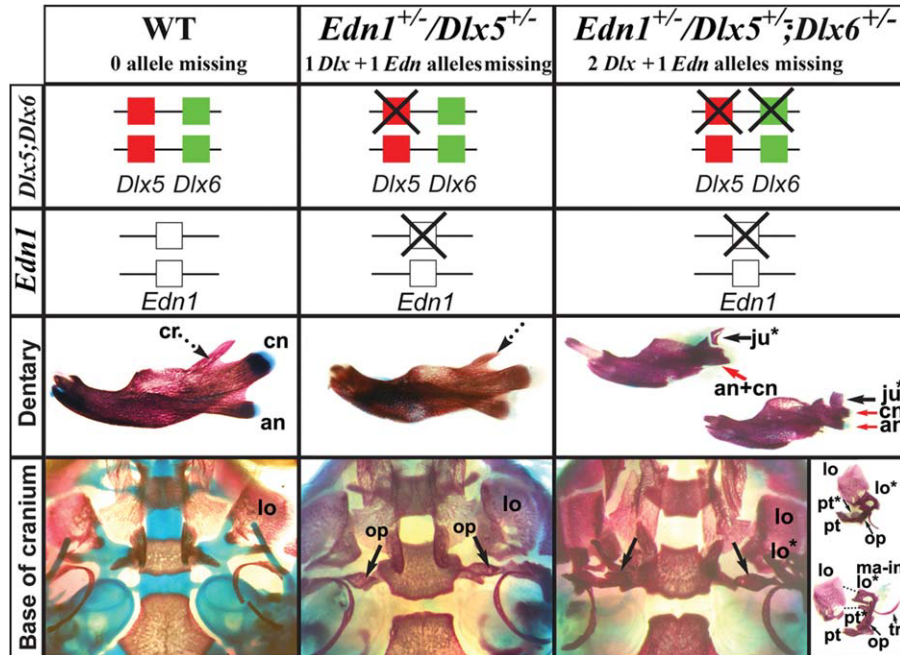 WT
0 allele missing
Edn1+/-/Dlx5+/-
1 Dlx + 1 Edn alleles missing
Edn1+/-/Dlx5+/-;Dlx6+/-
2 Dlx + 1 Edn alleles missing
Dlx5;Dlx6
Dlx5 Dlx6
Dlx5 Dlx6
Dlx5 Dlx6
Edn1
Edn1
Edn1
Edn1
Dentary
cr
cn
an
ju*
an+cn
ju*
cn
an
Base of cranium
lo
op
op
lo
lo
lo*
lo
lo*
pt*
pt
op
lo
ma-in
lo*
pt*
pt
op